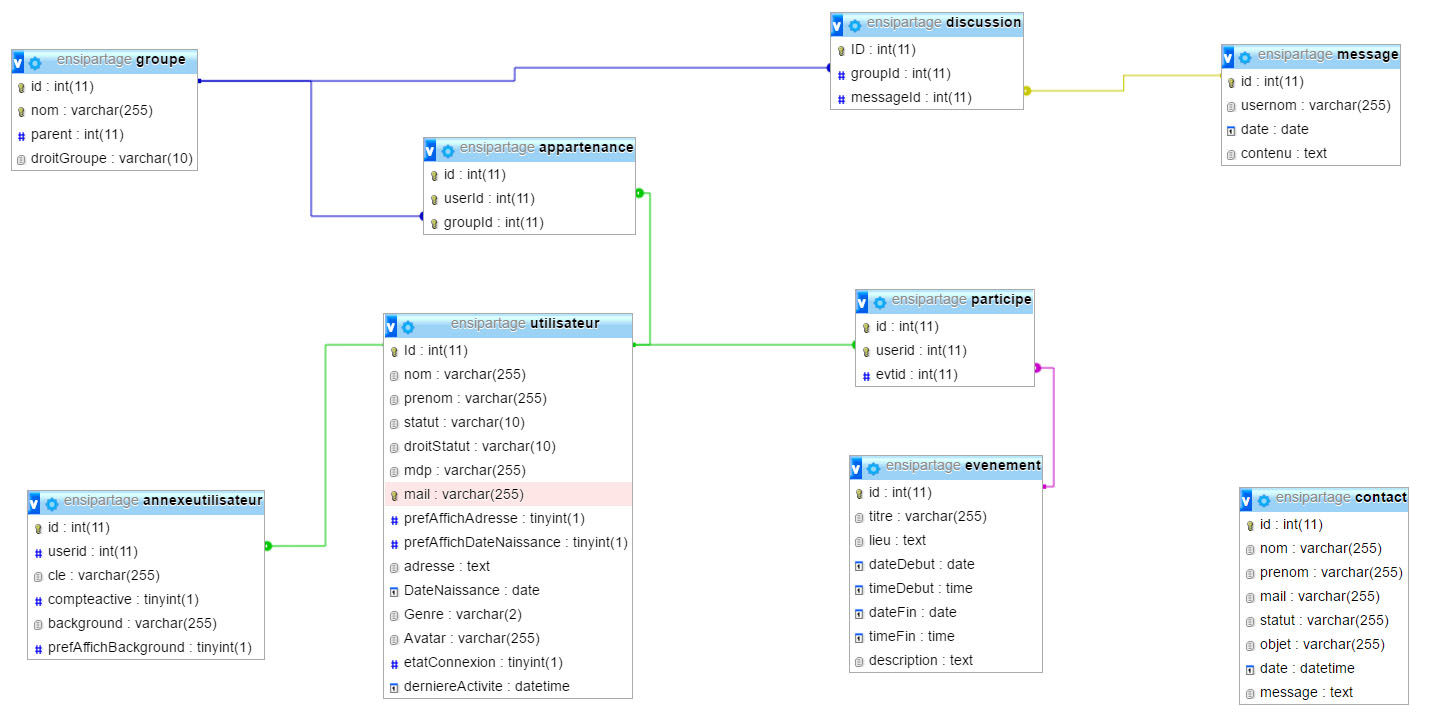 ensipartage groupe
id : int(11)
nom : varchar(255)
parent : int(11)
droitGroupe : varchar(10)
ensipartage discussion
ID : int(11)
groupId : int(11)
messageId : int(11)
ensipartage message
id : int(11)
usernom : varchar(255)
date : date
contenu : text
ensipartage appartenance
id : int(11)
userId : int(11)
groupId : int(11)
ensipartage utilisateur
Id : int(11)
nom : varchar(255)
prenom : varchar(255)
statut : varchar(10)
droitStatut : varchar(10)
mdp : varchar(255)
mail : varchar(255)
prefAffichAdresse : tinyint(1)
prefAffichDateNaissance : tinyint(1)
adresse : text
DateNaissance : date
Genre : varchar(2)
Avatar : varchar(255)
etatConnexion : tinyint(1)
derniereActivite : datetime
ensipartage participe
id : int(11)
userid : int(11)
evtid : int(11)
ensipartage annexeutilisateur
id : int(11)
userid : int(11)
cle : varchar(255)
compteactive : tinyint(1)
background : varchar(255)
prefAffichBackground : tinyint(1)
ensipartage evenement
id : int(11)
titre : varchar(255)
lieu : text
dateDebut : date
timeDebut : time
dateFin : date
timeFin : time
description : text
ensipartage contact
id : int(11)
nom : varchar(255)
prenom : varchar(255)
mail : varchar(255)
statut : varchar(255)
objet : varchar(255)
date : datetime
message : text